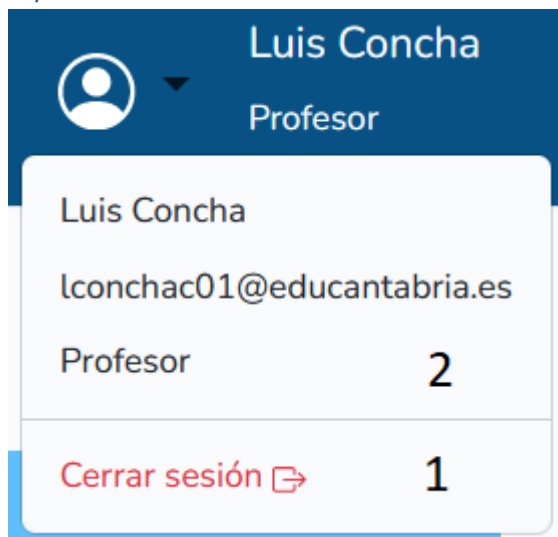 Luis Concha
Profesor
Luis Concha
lconchac01@educantabria.es
Profesor 2
Cerrar sesión 1